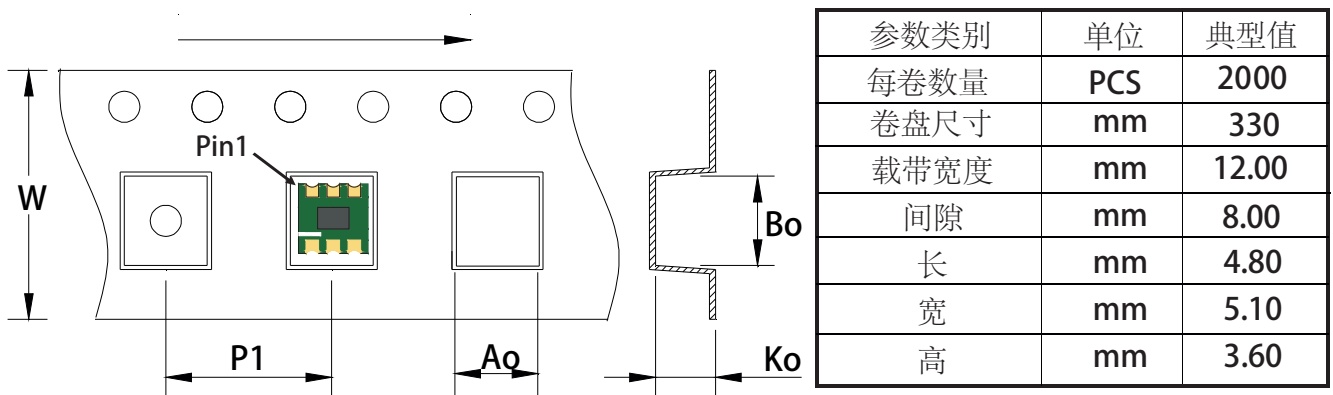 Pin1
W
Bo
P1
Ao
Ko
参数类别 单位 典型值
每卷数量 PCS 2000
卷盘尺寸 mm 330
载带宽度 mm 12.00
间隙 mm 8.00
长 mm 4.80
宽 mm 5.10
高 mm 3.60